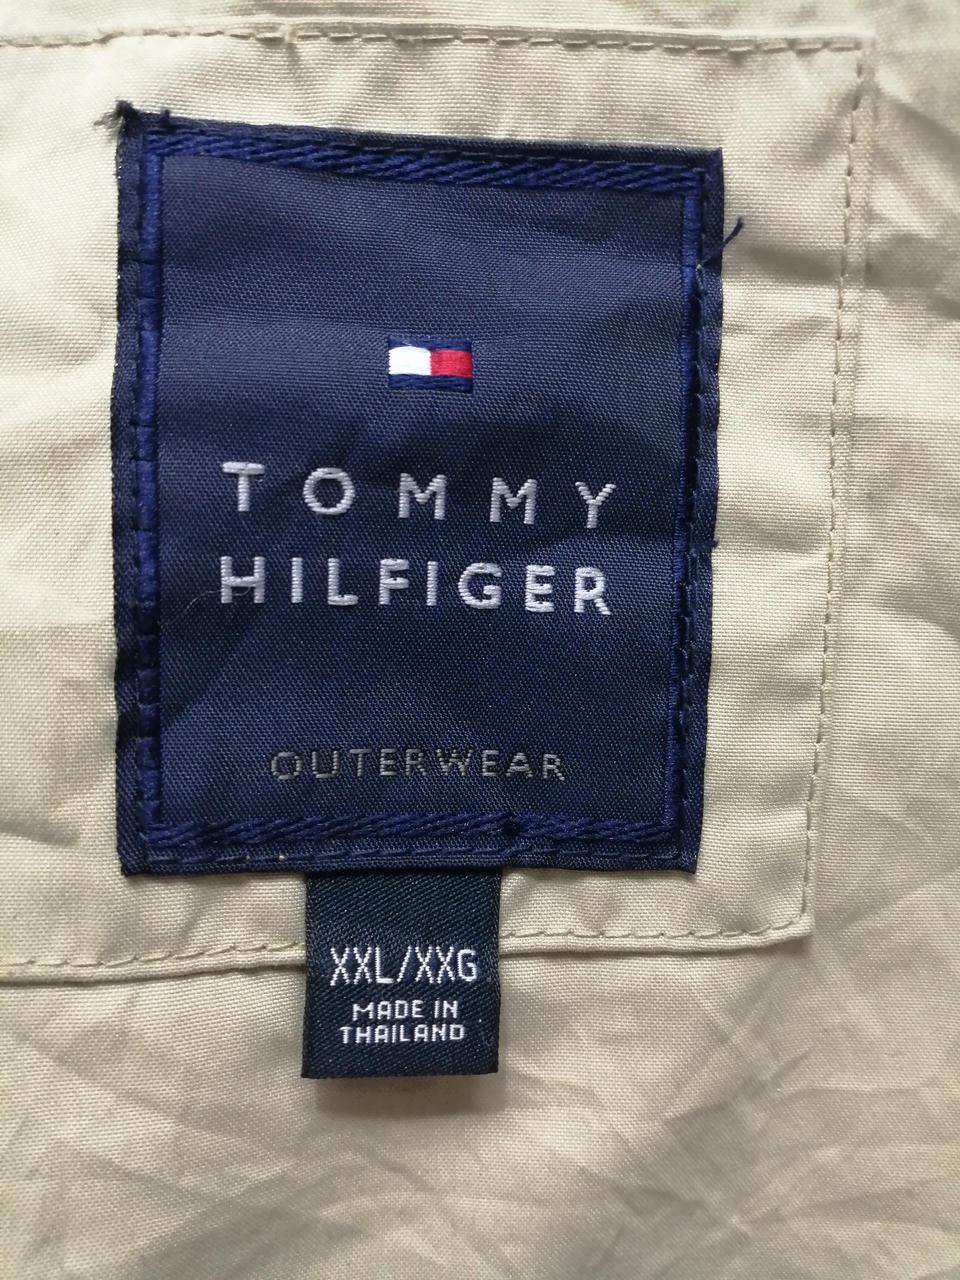 TOMMY
HILFIGER
OUTERWEAR
XXL/XXG
MADE IN
THAILAND